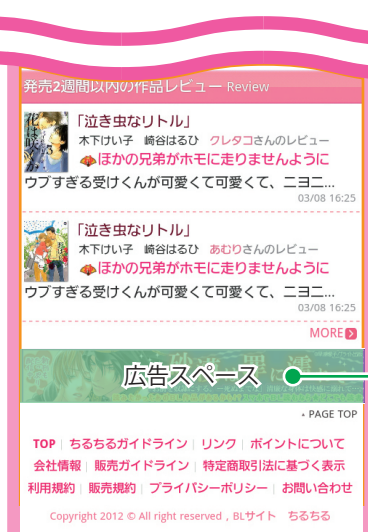 発売2週間以内の作品レビュー Review
「泣き虫なリトル」
木下けい子 崎谷はるひ クレタコさんのレビュー
ほかの兄弟がホモに走りませんように
ウブすぎる受けくんが可愛くて可愛くて、ニヨニ…
03/08 16:25
「泣き虫なリトル」
木下けい子 崎谷はるひ あむりさんのレビュー
ほかの兄弟がホモに走りませんように
ウブすぎる受けくんが可愛くて可愛くて、ニヨニ…
03/08 16:25
MORE
広告スペース
PAGE TOP
TOP | ちるちるガイドライン | リンク | ポイントについて
会社情報 | 販売ガイドライン | 特定商取引法に基づく表示
利用規約 | 販売規約 | プライバシーポリシー | お問い合わせ
Copyright 2012 © All right reserved , BLサイト ちるちる